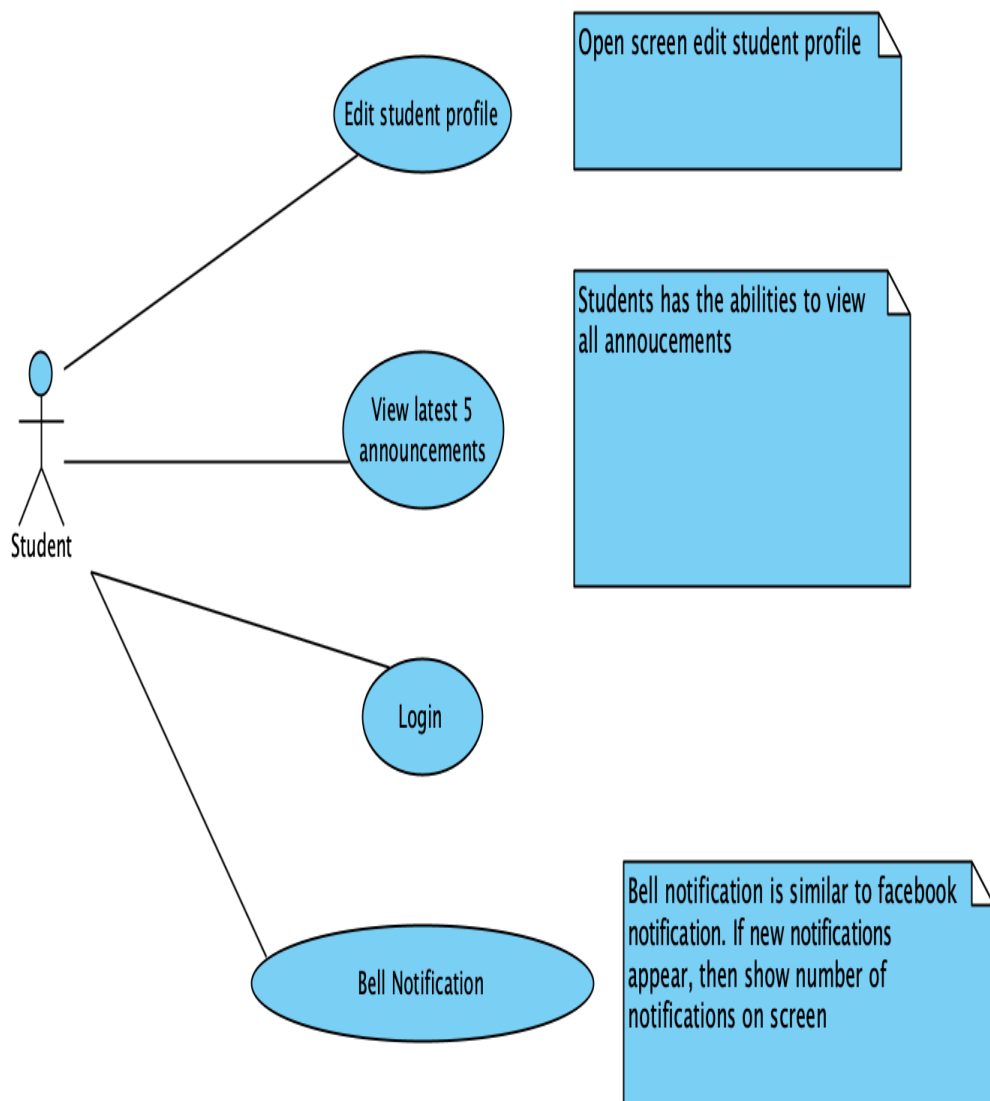 Edit student profile
Open screen edit student profile
Students has the abilities to view
all annoucements
View latest 5
announcements
Student
Login
Bell Notification
Bell notification is similar to facebook
notification. If new notifications
appear, then show number of
notifications on screen